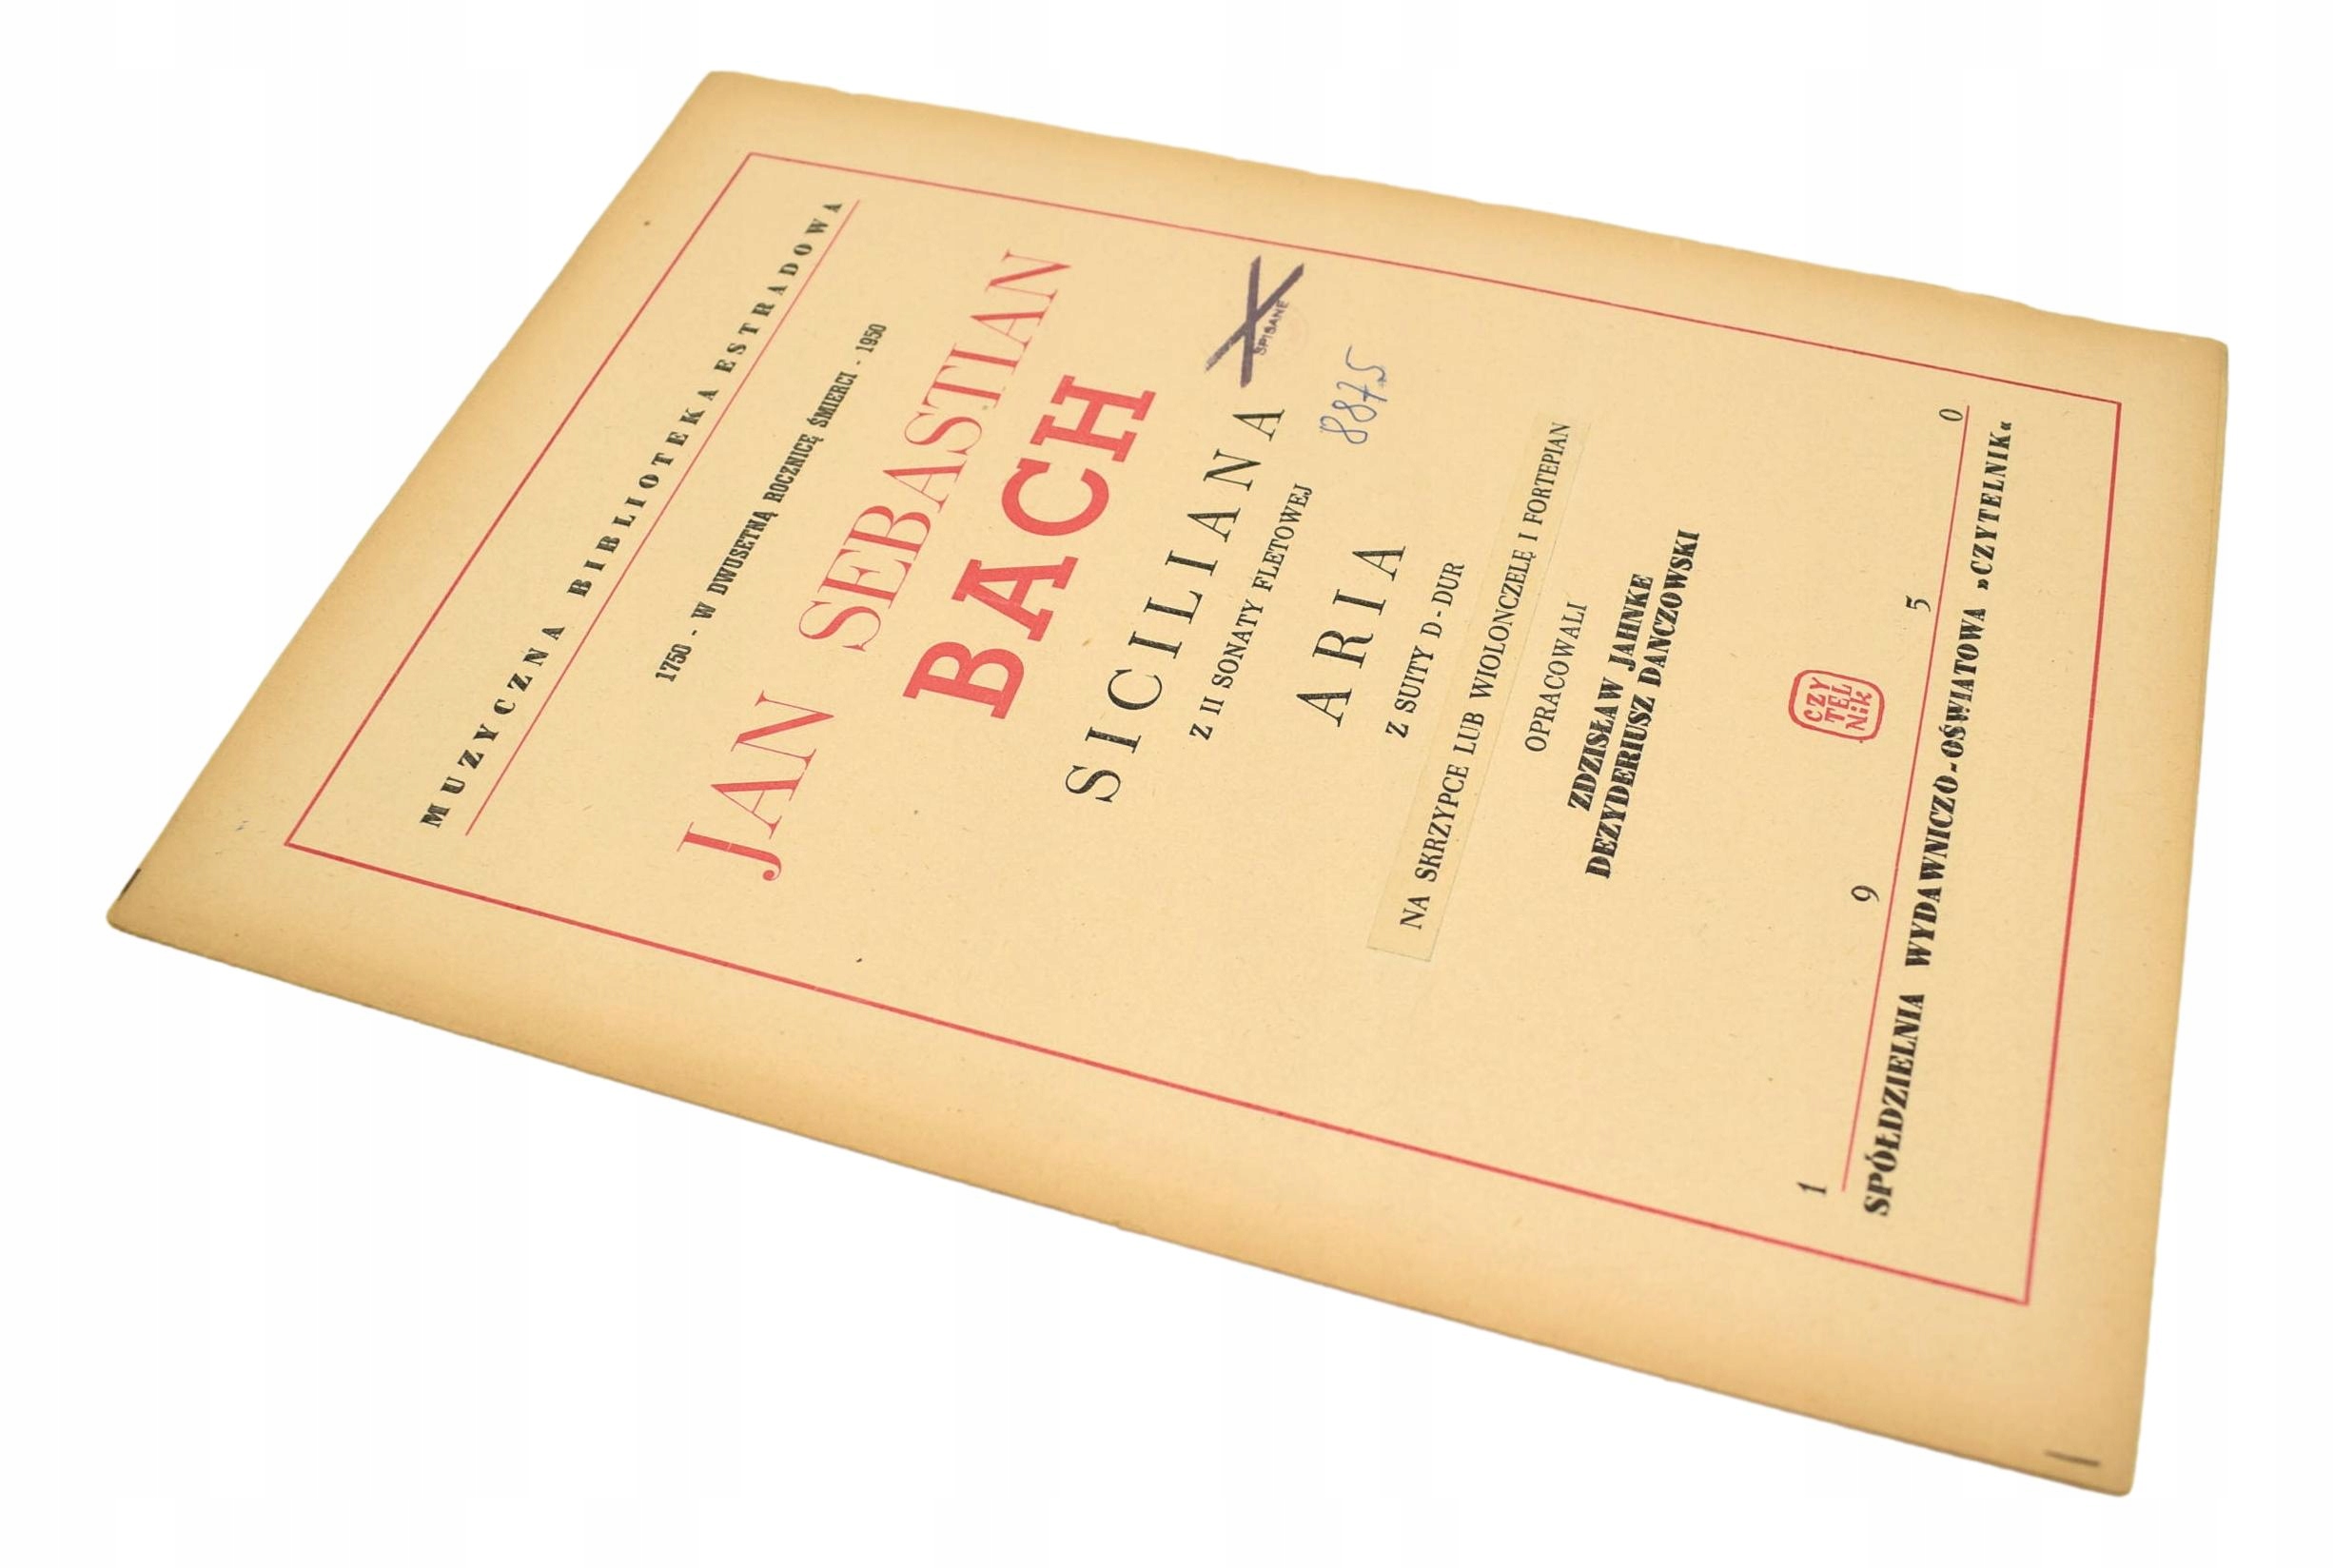 MUZYCZNA BIBLIOTEKA ESTRADOWA
1750 - W DWUSETNĄ ROCZNICĘ ŚMIERCI - 1950
JAN SEBASTIAN
BACH
SPISANE
SICILIANA
Z II SONATY FLETOWEJ
8875
ARIA
Z SUITY D-DUR
NA SKRZYPCE LUB WIOLONCZELĘ I FORTEPIAN
OPRACOWALI
ZDZISŁAW JAHNKE
DEZYDERIUSZ DANCZOWSKI
CZY
TEL
Nik
1 9 5 0
SPÓŁDZIELNIA WYDAWNICZO-OŚWIATOWA »CZYTELNIK«